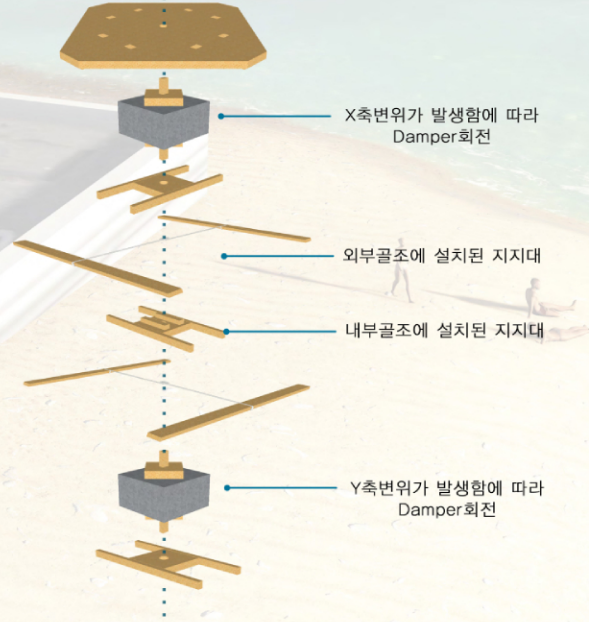 X축변위가 발생함에 따라
Damper회전
외부골조에 설치된 지지대
내부골조에 설치된 지지대
Y축변위가 발생함에 따라
Damper회전